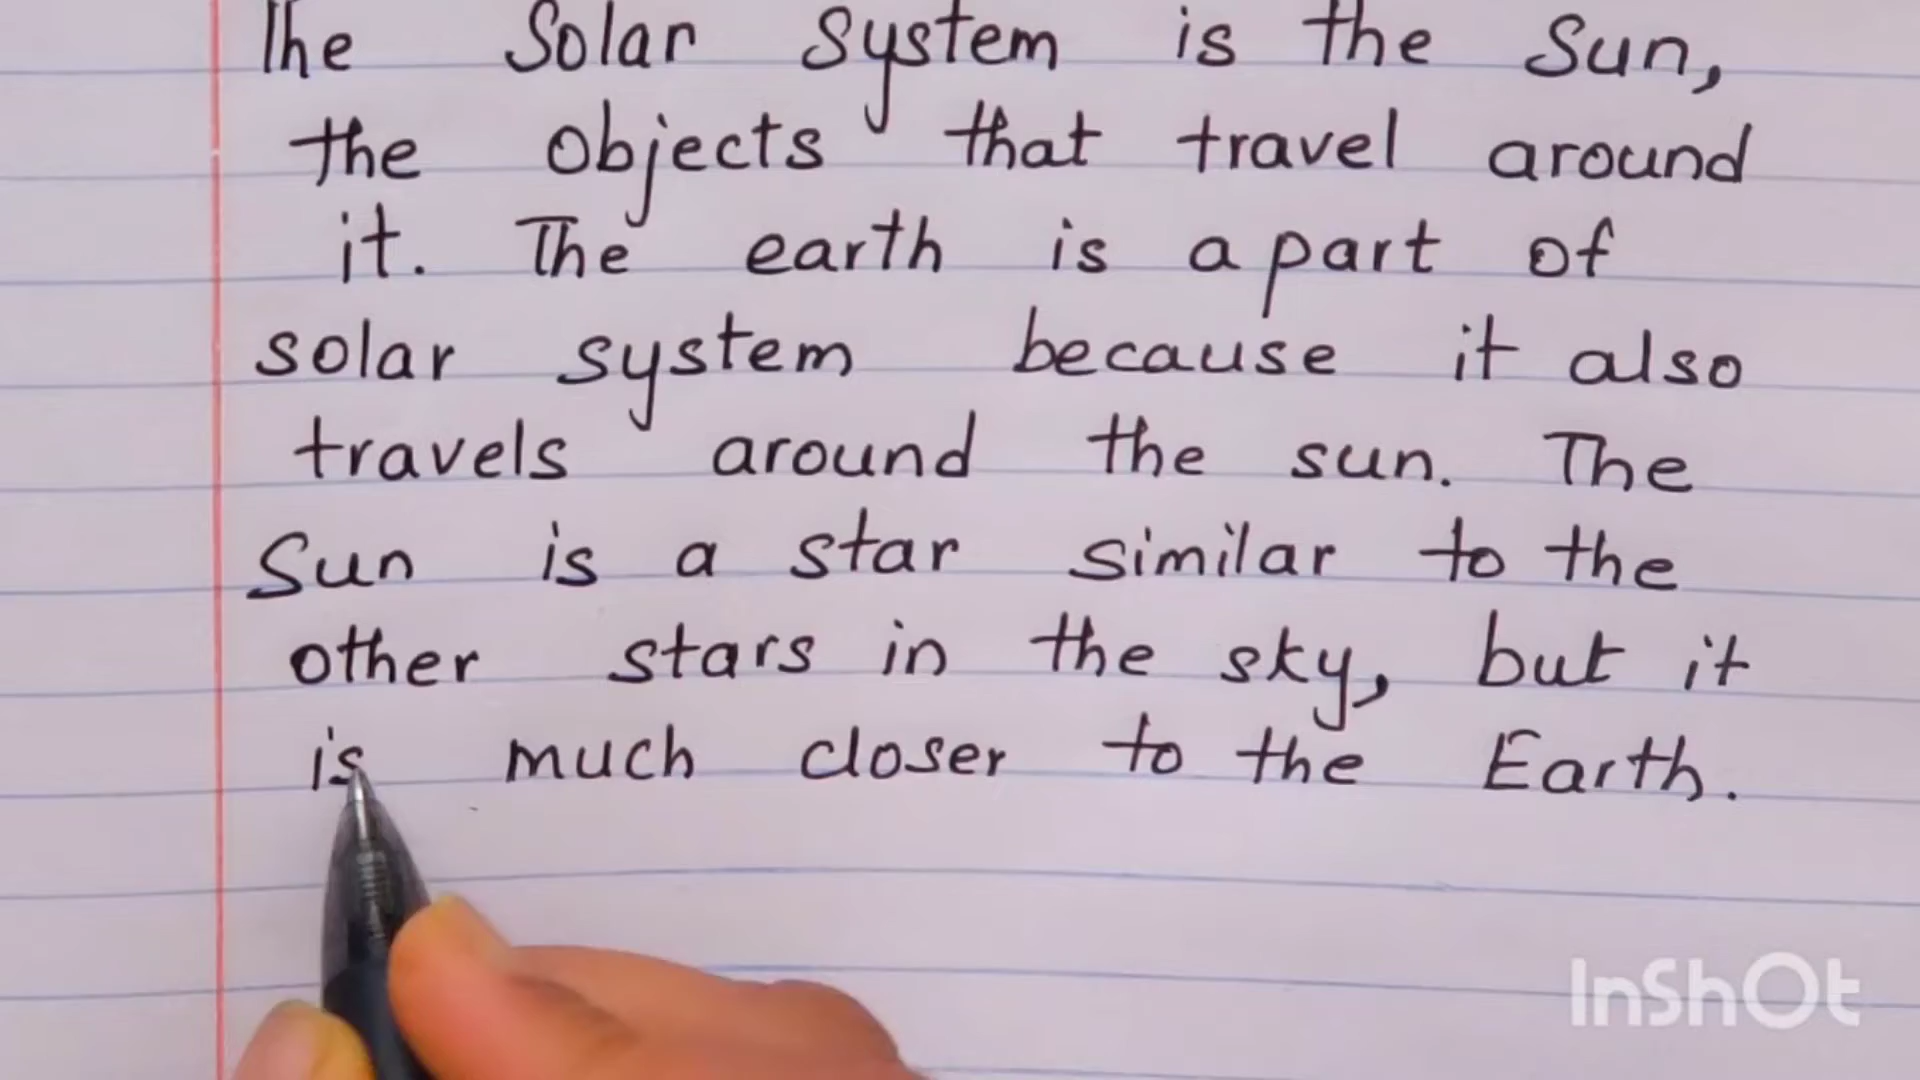 The Solar System is the Sun,
the objects that travel around
it. The earth is a part of
solar system because it also
travels around the sun. The
Sun is a star similar to the
other stars in the sky, but it
is much closer to the Earth.
InShOt